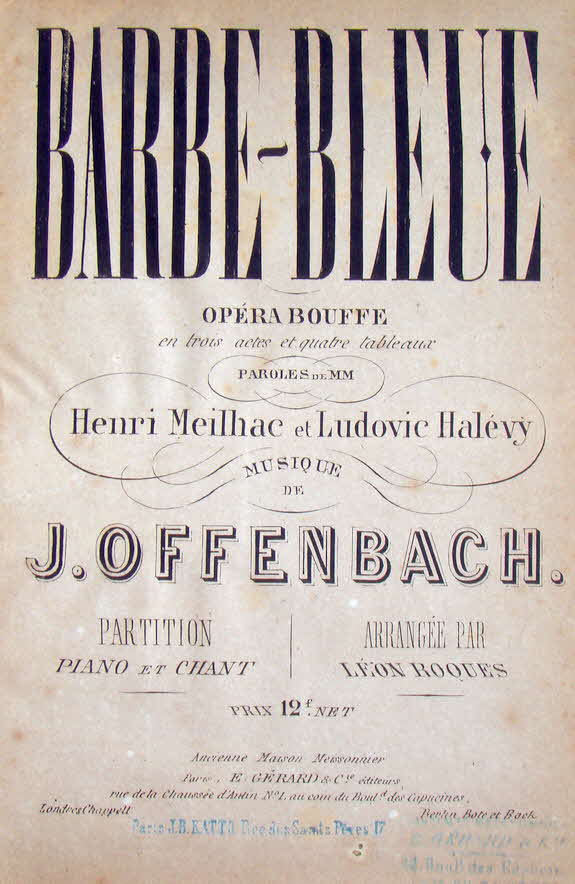 BARBE-BLEUE
OPÉRA BOUFFE
en trois actes et quatre tableaux
PAROLES DE MM
Henri Meilhac et Ludovic Halévy
MUSIQUE
DE
J. OFFENBACH.
PARTITION
PIANO ET CHANT
ARRANGÉE PAR
LÉON ROQUES
PRIX 12f. NET
Ancienne Maison Meissonnier
Paris, E. GÉRARD & Cie. éditeurs
rue de la Chaussée d'Antin No.1, au coin du Bould. des Capucines,
Londres Chappell
Berlin, Bote et Bock
Paris J.B. KATTO Rue des Saints Pères 17